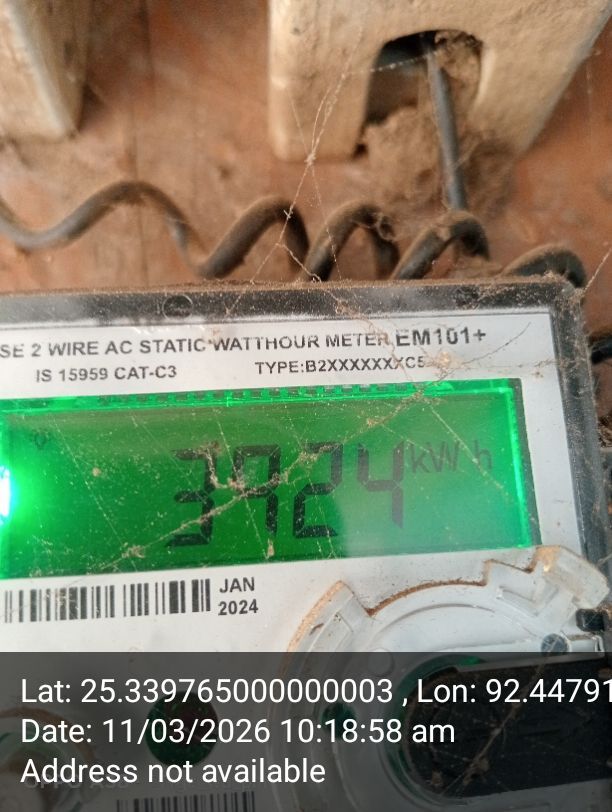 SE 2 WIRE AC STATIC WATTHOUR METER EM101+
IS 15959 CAT-C3 TYPE:B2XXXXXXXC5
3924 kWh
JAN
2024
Lat: 25.339765000000003 , Lon: 92.44791
Date: 11/03/2026 10:18:58 am
Address not available